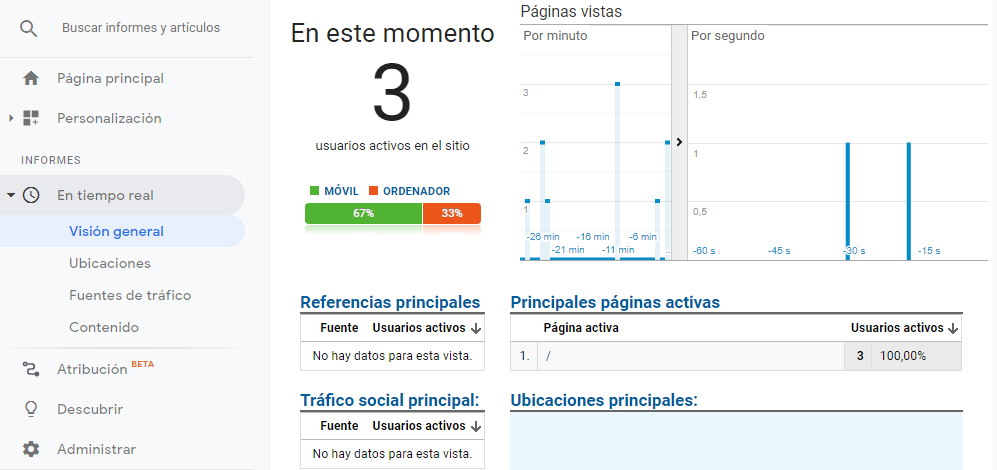 Buscar informes y artículos
Página principal
Personalización
INFORMES
En tiempo real
Visión general
Ubicaciones
Fuentes de tráfico
Contenido
Atribución BETA
Descubrir
Administrar
En este momento
3
usuarios activos en el sitio
MÓVIL ORDENADOR
67% 33%
Páginas vistas
Por minuto
3
2
1
-26 min -16 min -6 min
-21 min -11 min ...
Por segundo
1,5
1
0,5
-60 s -45 s -30 s -15 s
Referencias principales
Fuente Usuarios activos
No hay datos para esta vista.
Principales páginas activas
Página activa Usuarios activos
1. / 3 100,00%
Tráfico social principal:
Fuente Usuarios activos
No hay datos para esta vista.
Ubicaciones principales: